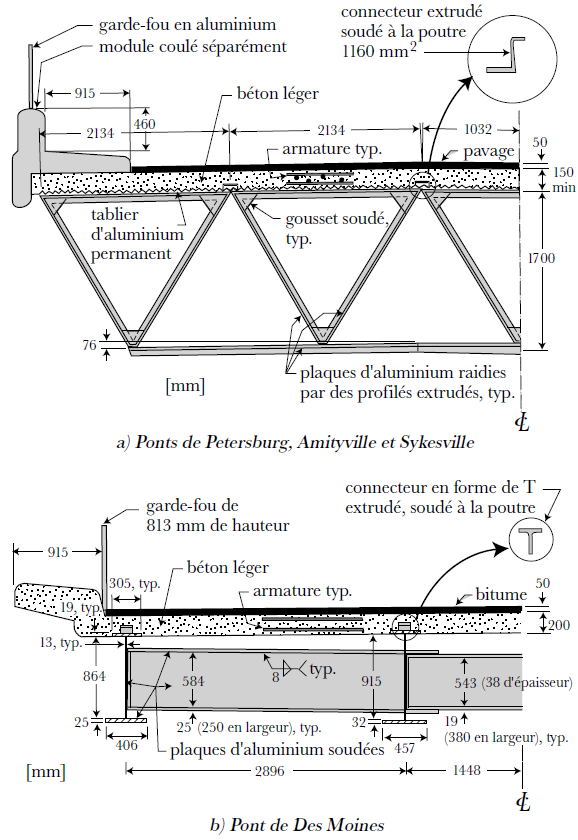 garde-fou en aluminium
module coulé séparément
connecteur extrudé
soudé à la poutre
1160 mm²
915
béton léger
460
2134
2134
1032
50
armature typ.
pavage
150
min
tablier
d'aluminium
permanent
gousset soudé,
typ.
1700
76
plaques d'aluminium raidies
par des profilés extrudés, typ.
[mm]
℄
a) Ponts de Petersburg, Amityville et Sykesville
garde-fou de
813 mm de hauteur
connecteur en forme de T
extrudé, soudé à la poutre
915
béton léger
305, typ.
armature typ.
bitume
50
19, typ.
200
13, typ.
8
typ.
864
584
915
543 (38 d'épaisseur)
25
25 (250 en largeur), typ.
32
19
(380 en largeur), typ.
406
plaques d'aluminium soudées
457
[mm]
2896
1448
℄
b) Pont de Des Moines